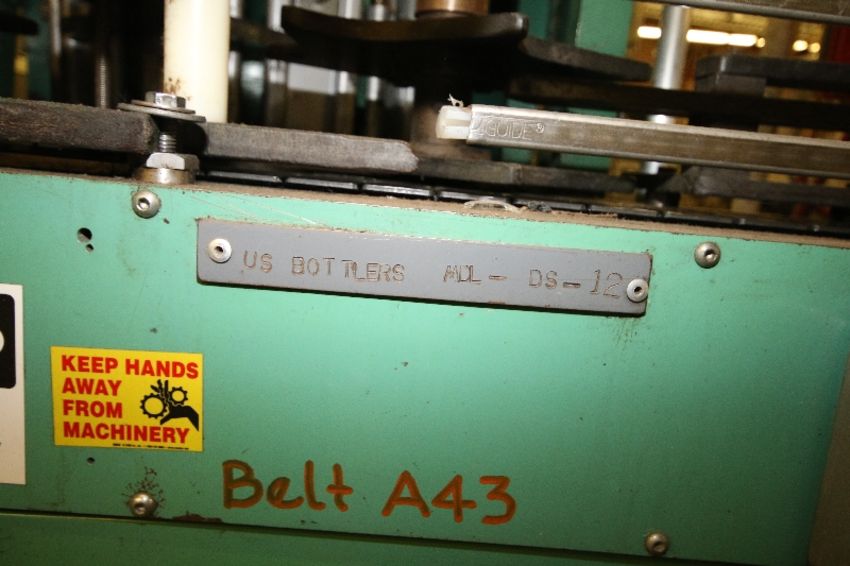 GUIDE®
US BOTTLERS MDL - DS-12
KEEP HANDS
AWAY
FROM
MACHINERY
Belt A43